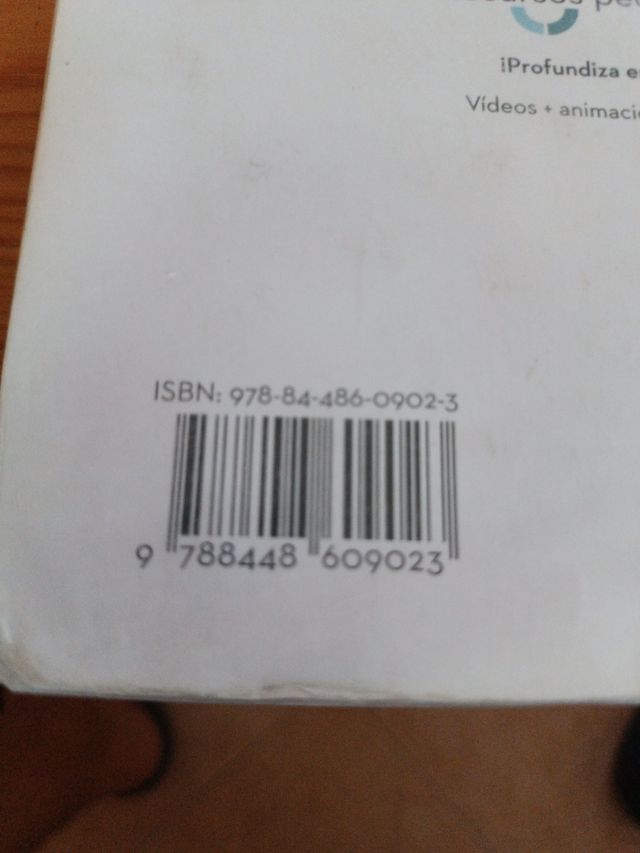 ¡Profundiza e
Vídeos + animaci
ISBN: 978-84-486-0902-3
9 788448 609023